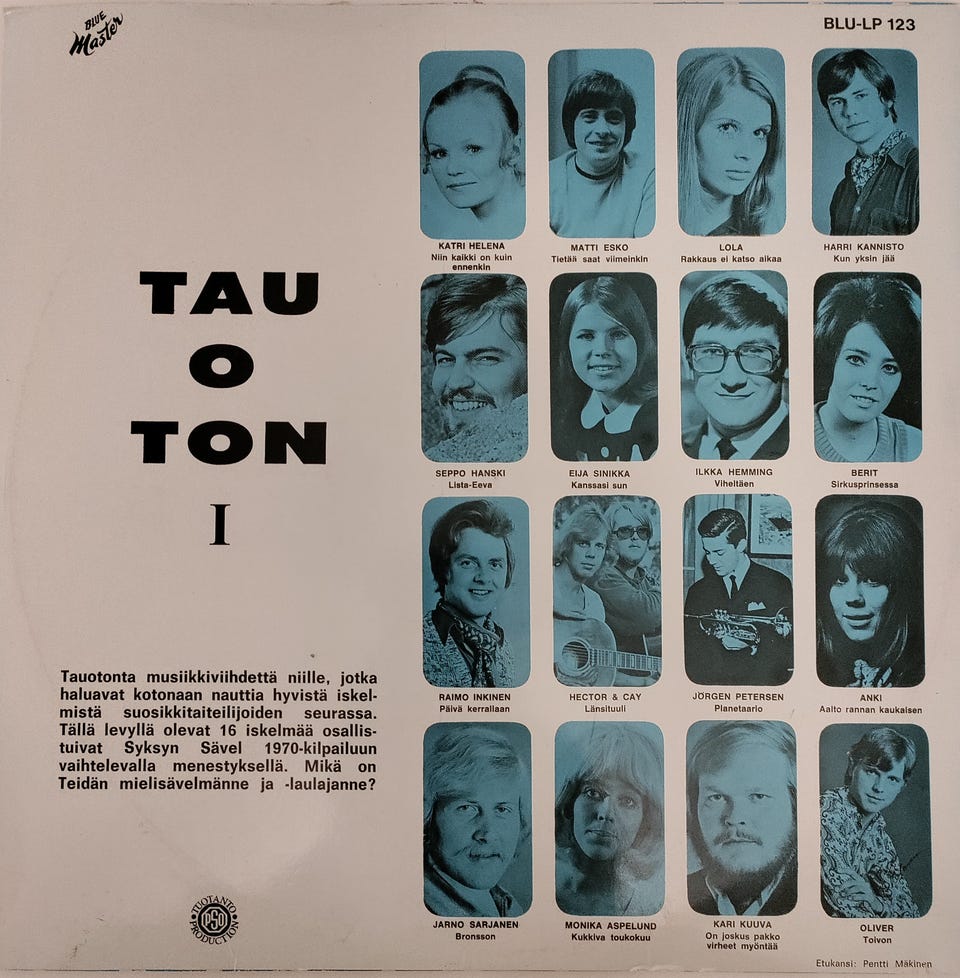 BLUE
Master
BLU-LP 123
KATRI HELENA
Niin kaikki on kuin
ennenkin
MATTI ESKO
Tietää saat viimeinkin
LOLA
Rakkaus ei katso aikaa
HARRI KANNISTO
Kun yksin jää
TAU
O
TON
I
SEPPO HANSKI
Lista-Eeva
EIJA SINIKKA
Kanssasi sun
ILKKA HEMMING
Viheltäen
BERIT
Sirkusprinsessa
RAIMO INKINEN
Päivä kerrallaan
HECTOR & CAY
Länsituuli
JÖRGEN PETERSEN
Planetaario
ANKI
Aalto rannan kaukaisen
Tauotonta musiikkiviihdettä niille, jotka
haluavat kotonaan nauttia hyvistä iskel-
mistä suosikkitaiteilijoiden seurassa.
Tällä levyllä olevat 16 iskelmää osallis-
tuivat Syksyn Sävel 1970-kilpailuun
vaihtelevalla menestyksellä. Mikä on
Teidän mielisävelmänne ja -laulajanne?
JARNO SARJANEN
Bronsson
MONIKA ASPELUND
Kukkiva toukokuu
KARI KUUVA
On joskus pakko
virheet myöntää
OLIVER
Toivon
TUOTANTO
PSO
PRODUCTION
Etukansi: Pentti Mäkinen